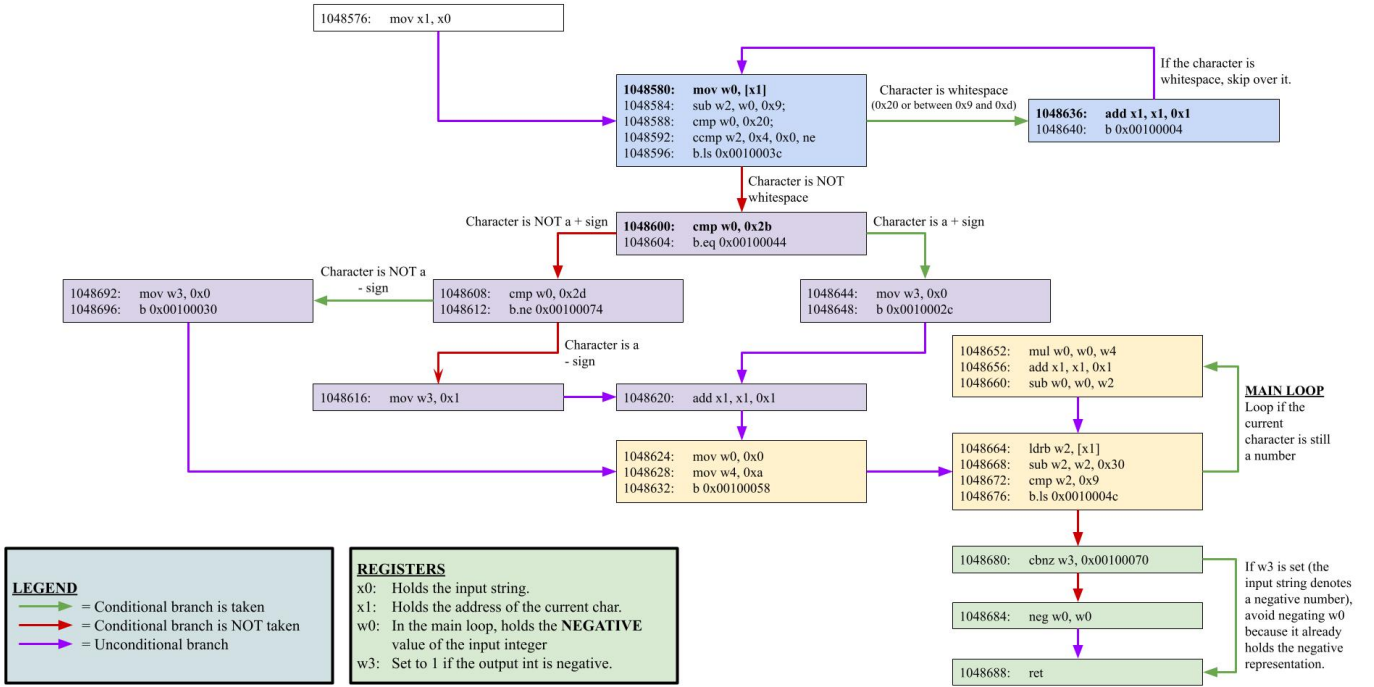 1048576: mov x1, x0
If the character is
whitespace, skip over it.
1048580: mov w0, [x1]
1048584: sub w2, w0, 0x9;
1048588: cmp w0, 0x20;
1048592: ccmp w2, 0x4, 0x0, ne
1048596: b.ls 0x0010003c
Character is whitespace
(0x20 or between 0x9 and 0xd)
1048636: add x1, x1, 0x1
1048640: b 0x00100004
Character is NOT
whitespace
Character is NOT a + sign
1048600: cmp w0, 0x2b
1048604: b.eq 0x00100044
Character is a + sign
1048692: mov w3, 0x0
1048696: b 0x00100030
Character is NOT a
- sign
1048608: cmp w0, 0x2d
1048612: b.ne 0x00100074
1048644: mov w3, 0x0
1048648: b 0x0010002c
Character is a
- sign
1048616: mov w3, 0x1
1048620: add x1, x1, 0x1
1048652: mul w0, w0, w4
1048656: add x1, x1, 0x1
1048660: sub w0, w0, w2
MAIN LOOP
Loop if the
current
character is still
a number
1048624: mov w0, 0x0
1048628: mov w4, 0xa
1048632: b 0x00100058
1048664: ldrb w2, [x1]
1048668: sub w2, w2, 0x30
1048672: cmp w2, 0x9
1048676: b.ls 0x0010004c
1048680: cbnz w3, 0x00100070
1048684: neg w0, w0
1048688: ret
If w3 is set (the
input string denotes
a negative number),
avoid negating w0
because it already
holds the negative
representation.
LEGEND
= Conditional branch is taken
= Conditional branch is NOT taken
= Unconditional branch
REGISTERS
x0: Holds the input string.
x1: Holds the address of the current char.
w0: In the main loop, holds the NEGATIVE
value of the input integer
w3: Set to 1 if the output int is negative.